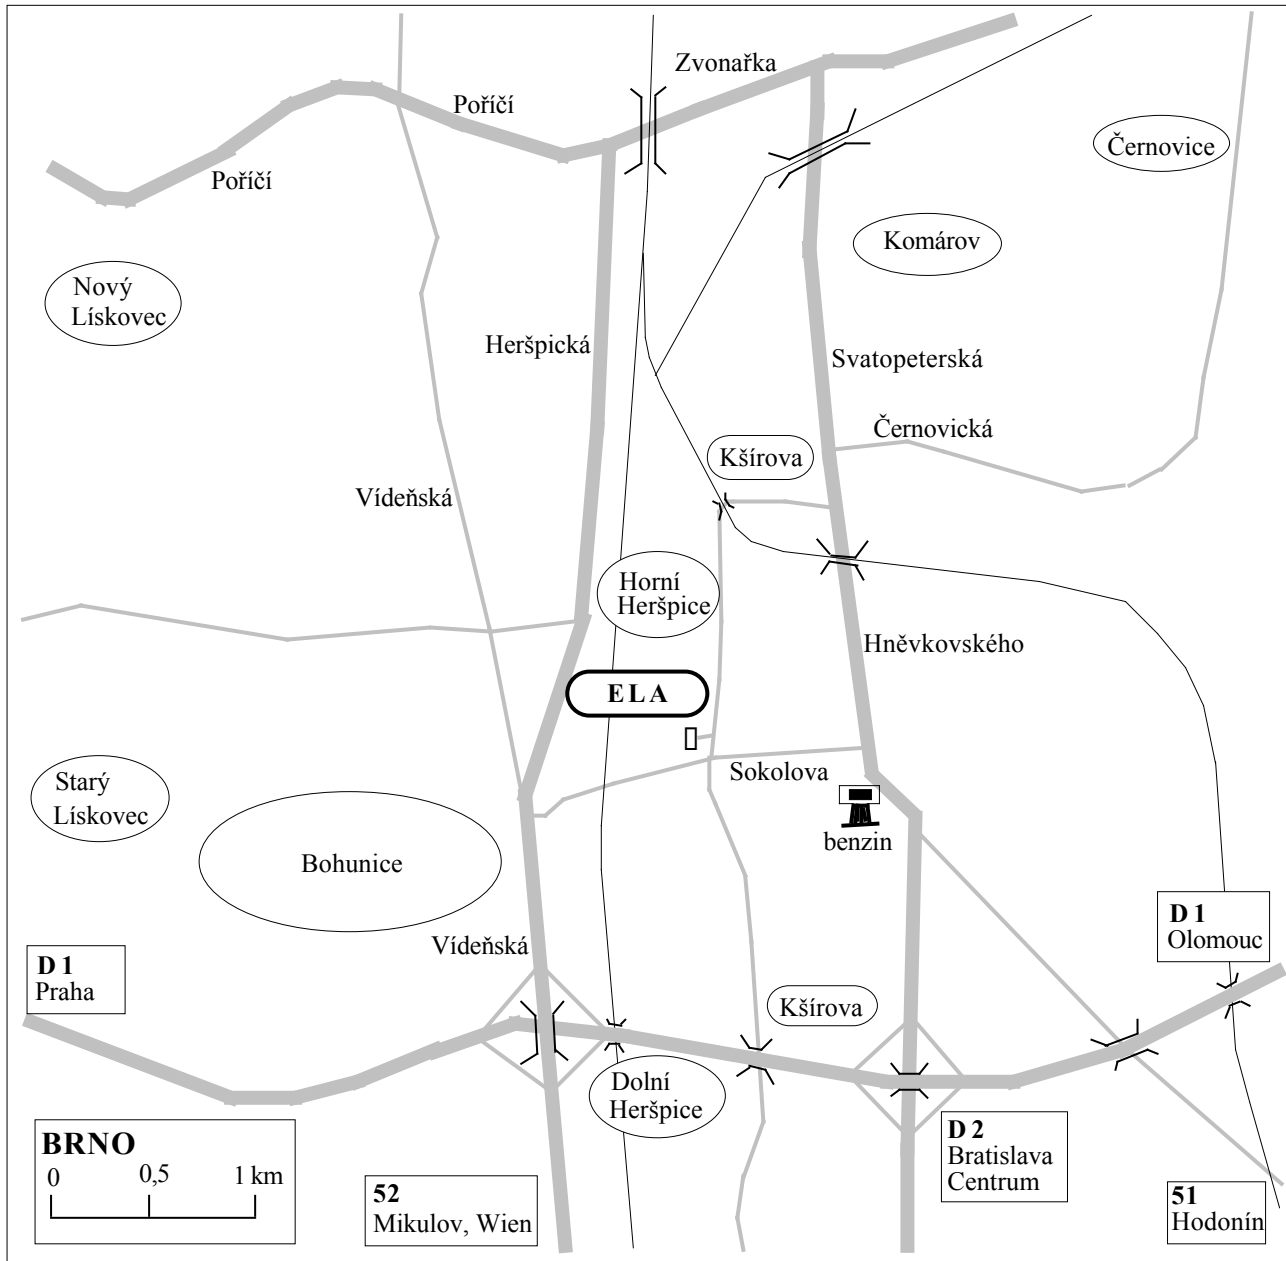 Zvonařka
Poříčí
Černovice
Poříčí
Komárov
Nový
Lískovec
Heršpická
Svatopeterská
Černovická
Kšírova
Vídeňská
Horní
Heršpice
Hněvkovského
E L A
Sokolova
Starý
Lískovec
benzin
Bohunice
D 1
Olomouc
Vídeňská
D 1
Praha
Kšírova
Dolní
Heršpice
D 2
Bratislava
Centrum
BRNO
0 0,5 1 km
52
Mikulov, Wien
51
Hodonín